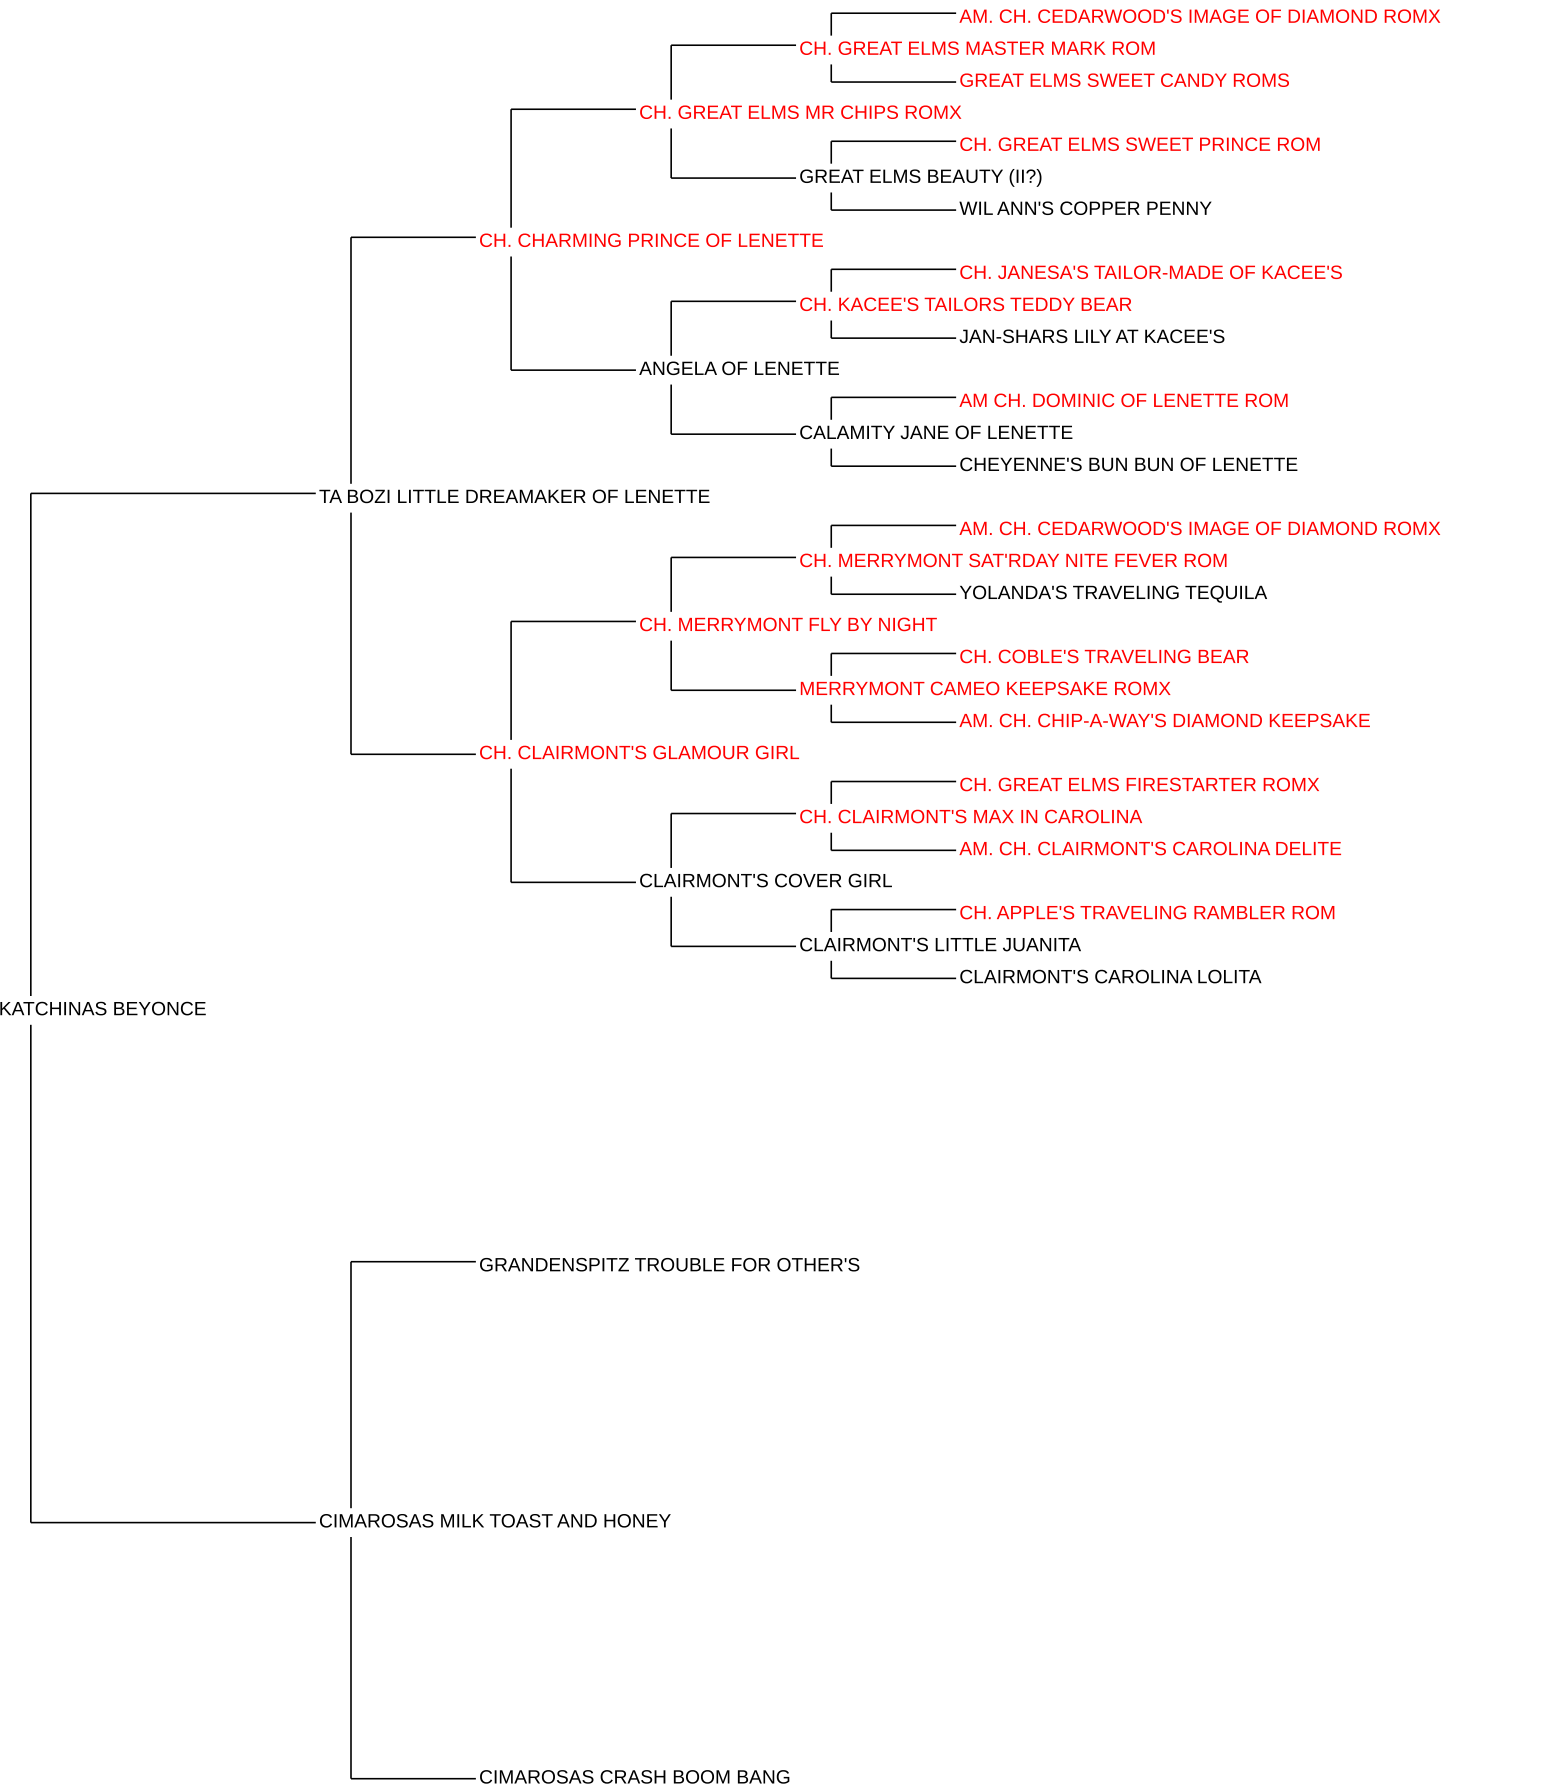 AM. CH. CEDARWOOD'S IMAGE OF DIAMOND ROMX
CH. GREAT ELMS MASTER MARK ROM
GREAT ELMS SWEET CANDY ROMS
CH. GREAT ELMS MR CHIPS ROMX
CH. GREAT ELMS SWEET PRINCE ROM
GREAT ELMS BEAUTY (II?)
WIL ANN'S COPPER PENNY
CH. CHARMING PRINCE OF LENETTE
CH. JANESA'S TAILOR-MADE OF KACEE'S
CH. KACEE'S TAILORS TEDDY BEAR
JAN-SHARS LILY AT KACEE'S
ANGELA OF LENETTE
AM CH. DOMINIC OF LENETTE ROM
CALAMITY JANE OF LENETTE
CHEYENNE'S BUN BUN OF LENETTE
TA BOZI LITTLE DREAMAKER OF LENETTE
AM. CH. CEDARWOOD'S IMAGE OF DIAMOND ROMX
CH. MERRYMONT SAT'RDAY NITE FEVER ROM
YOLANDA'S TRAVELING TEQUILA
CH. MERRYMONT FLY BY NIGHT
CH. COBLE'S TRAVELING BEAR
MERRYMONT CAMEO KEEPSAKE ROMX
AM. CH. CHIP-A-WAY'S DIAMOND KEEPSAKE
CH. CLAIRMONT'S GLAMOUR GIRL
CH. GREAT ELMS FIRESTARTER ROMX
CH. CLAIRMONT'S MAX IN CAROLINA
AM. CH. CLAIRMONT'S CAROLINA DELITE
CLAIRMONT'S COVER GIRL
CH. APPLE'S TRAVELING RAMBLER ROM
CLAIRMONT'S LITTLE JUANITA
CLAIRMONT'S CAROLINA LOLITA
KATCHINAS BEYONCE
GRANDENSPITZ TROUBLE FOR OTHER'S
CIMAROSAS MILK TOAST AND HONEY
CIMAROSAS CRASH BOOM BANG